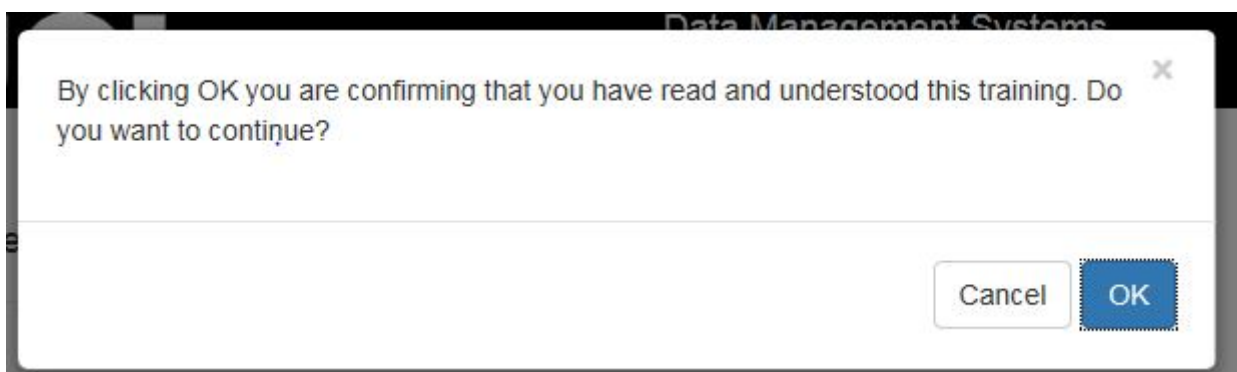 Data Management Systems
By clicking OK you are confirming that you have read and understood this training. Do
you want to continue?
Cancel OK